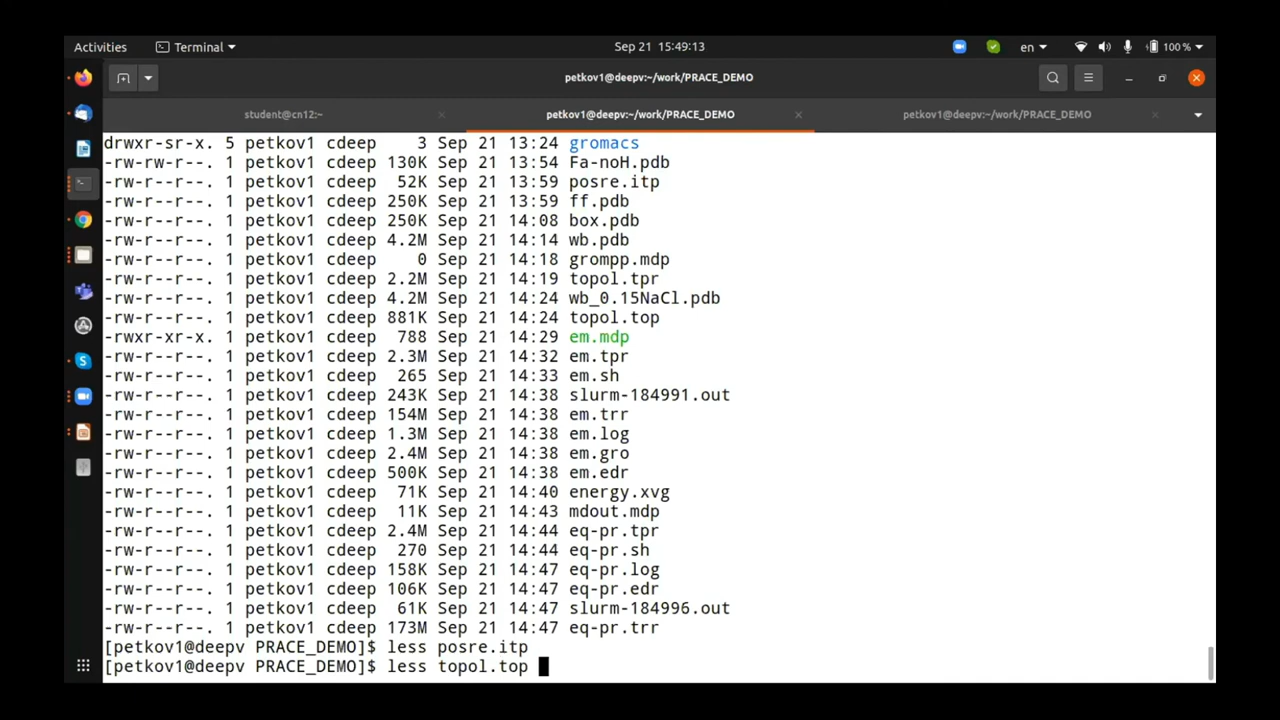 Activities
Terminal
Sep 21 15:49:13
en
100 %
petkov1@deepv:~/work/PRACE_DEMO
student@cn12:~
petkov1@deepv:~/work/PRACE_DEMO
petkov1@deepv:~/work/PRACE_DEMO
drwxr-sr-x. 5 petkov1 cdeep 3 Sep 21 13:24 gromacs
-rw-rw-r--. 1 petkov1 cdeep 130K Sep 21 13:54 Fa-noH.pdb
-rw-r--r--. 1 petkov1 cdeep 52K Sep 21 13:59 posre.itp
-rw-r--r--. 1 petkov1 cdeep 250K Sep 21 13:59 ff.pdb
-rw-r--r--. 1 petkov1 cdeep 250K Sep 21 14:08 box.pdb
-rw-r--r--. 1 petkov1 cdeep 4.2M Sep 21 14:14 wb.pdb
-rw-r--r--. 1 petkov1 cdeep 0 Sep 21 14:18 grompp.mdp
-rw-r--r--. 1 petkov1 cdeep 2.2M Sep 21 14:19 topol.tpr
-rw-r--r--. 1 petkov1 cdeep 4.2M Sep 21 14:24 wb_0.15NaCl.pdb
-rw-r--r--. 1 petkov1 cdeep 881K Sep 21 14:24 topol.top
-rwxr-xr-x. 1 petkov1 cdeep 788 Sep 21 14:29 em.mdp
-rw-r--r--. 1 petkov1 cdeep 2.3M Sep 21 14:32 em.tpr
-rw-r--r--. 1 petkov1 cdeep 265 Sep 21 14:33 em.sh
-rw-r--r--. 1 petkov1 cdeep 243K Sep 21 14:38 slurm-184991.out
-rw-r--r--. 1 petkov1 cdeep 154M Sep 21 14:38 em.trr
-rw-r--r--. 1 petkov1 cdeep 1.3M Sep 21 14:38 em.log
-rw-r--r--. 1 petkov1 cdeep 2.4M Sep 21 14:38 em.gro
-rw-r--r--. 1 petkov1 cdeep 500K Sep 21 14:38 em.edr
-rw-r--r--. 1 petkov1 cdeep 71K Sep 21 14:40 energy.xvg
-rw-r--r--. 1 petkov1 cdeep 11K Sep 21 14:43 mdout.mdp
-rw-r--r--. 1 petkov1 cdeep 2.4M Sep 21 14:44 eq-pr.tpr
-rw-r--r--. 1 petkov1 cdeep 270 Sep 21 14:44 eq-pr.sh
-rw-r--r--. 1 petkov1 cdeep 158K Sep 21 14:47 eq-pr.log
-rw-r--r--. 1 petkov1 cdeep 106K Sep 21 14:47 eq-pr.edr
-rw-r--r--. 1 petkov1 cdeep 61K Sep 21 14:47 slurm-184996.out
-rw-r--r--. 1 petkov1 cdeep 173M Sep 21 14:47 eq-pr.trr
[petkov1@deepv PRACE_DEMO]$ less posre.itp
[petkov1@deepv PRACE_DEMO]$ less topol.top